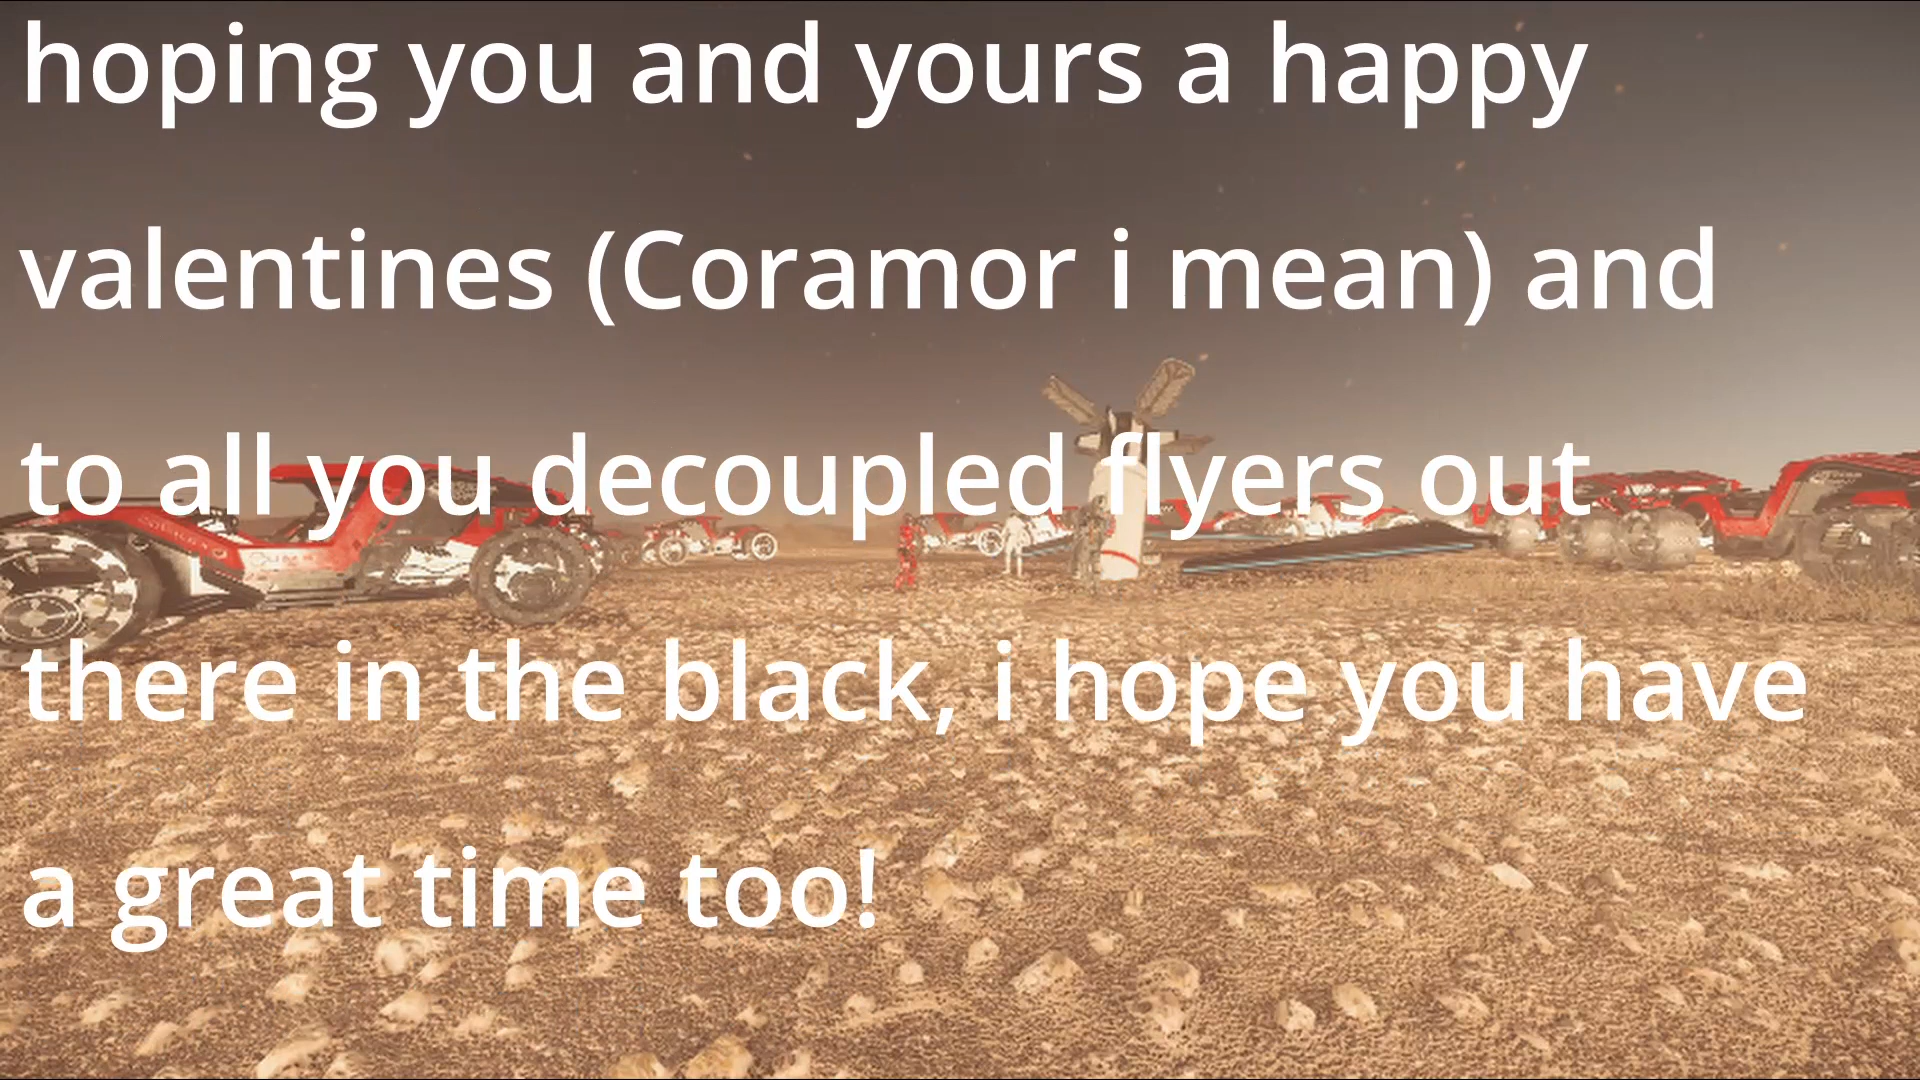 hoping you and yours a happy
valentines (Coramor i mean) and
to all you decoupled flyers out
there in the black, i hope you have
a great time too!